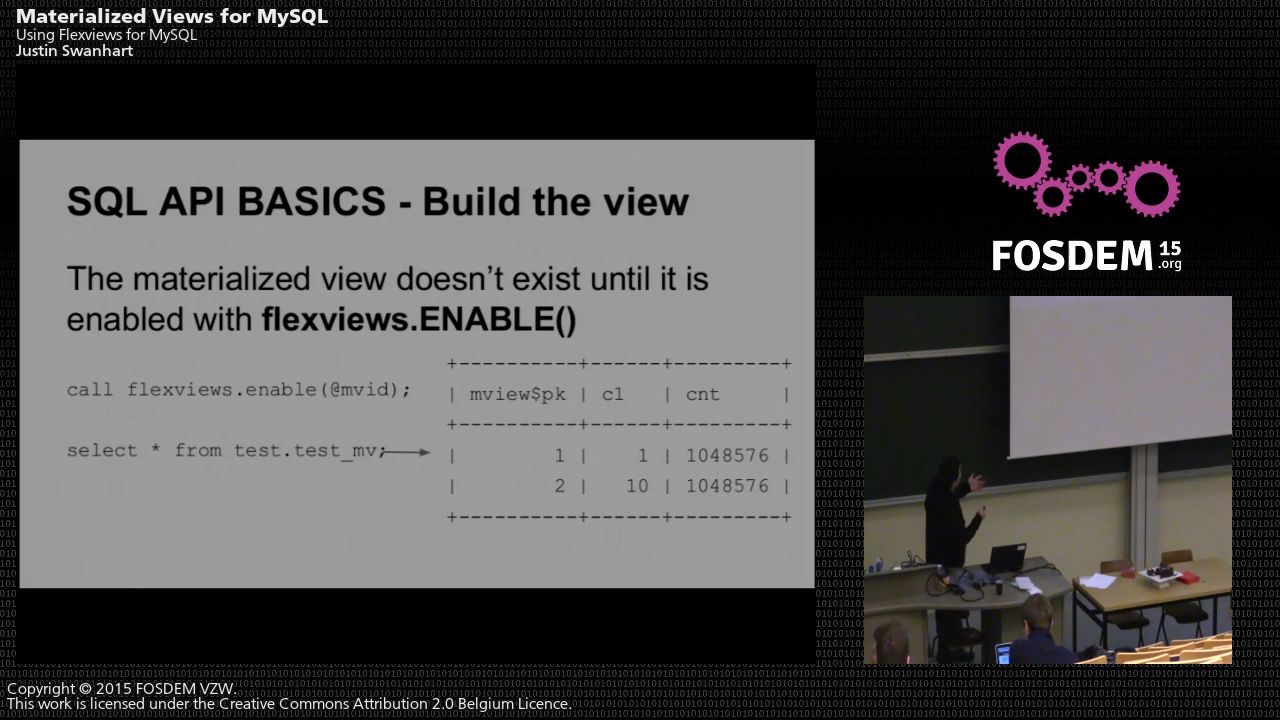 Materialized Views for MySQL
Using Flexviews for MySQL
Justin Swanhart
SQL API BASICS - Build the view
The materialized view doesn't exist until it is
enabled with flexviews.ENABLE()
call flexviews.enable(@mvid);
select * from test.test_mv;
+----------+------+---------+
| mview$pk | c1   | cnt     |
+----------+------+---------+
|        1 |    1 | 1048576 |
|        2 |   10 | 1048576 |
+----------+------+---------+
FOSDEM 15
.org
Copyright © 2015 FOSDEM VZW.
This work is licensed under the Creative Commons Attribution 2.0 Belgium Licence.